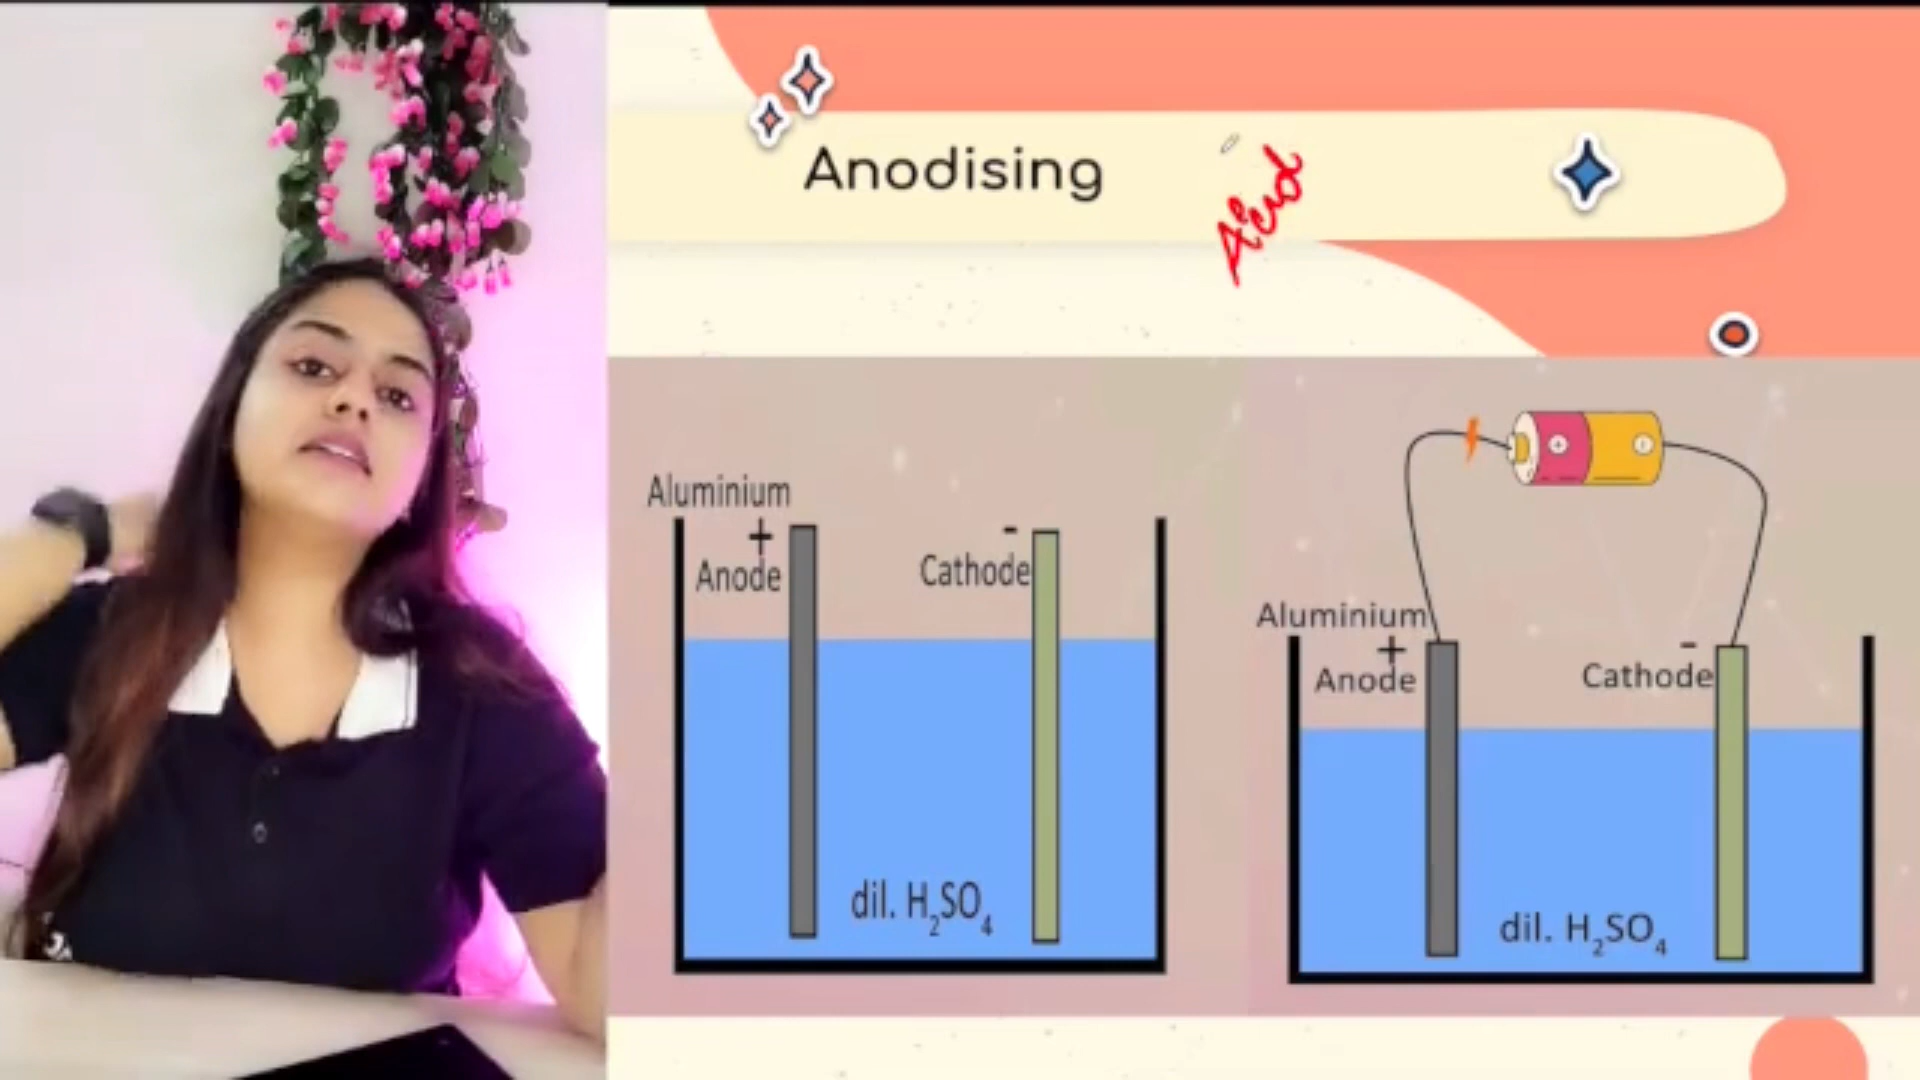 Anodising
Acid
Aluminium
+
Anode
-
Cathode
dil. H₂SO₄
Aluminium
+
Anode
-
Cathode
dil. H₂SO₄